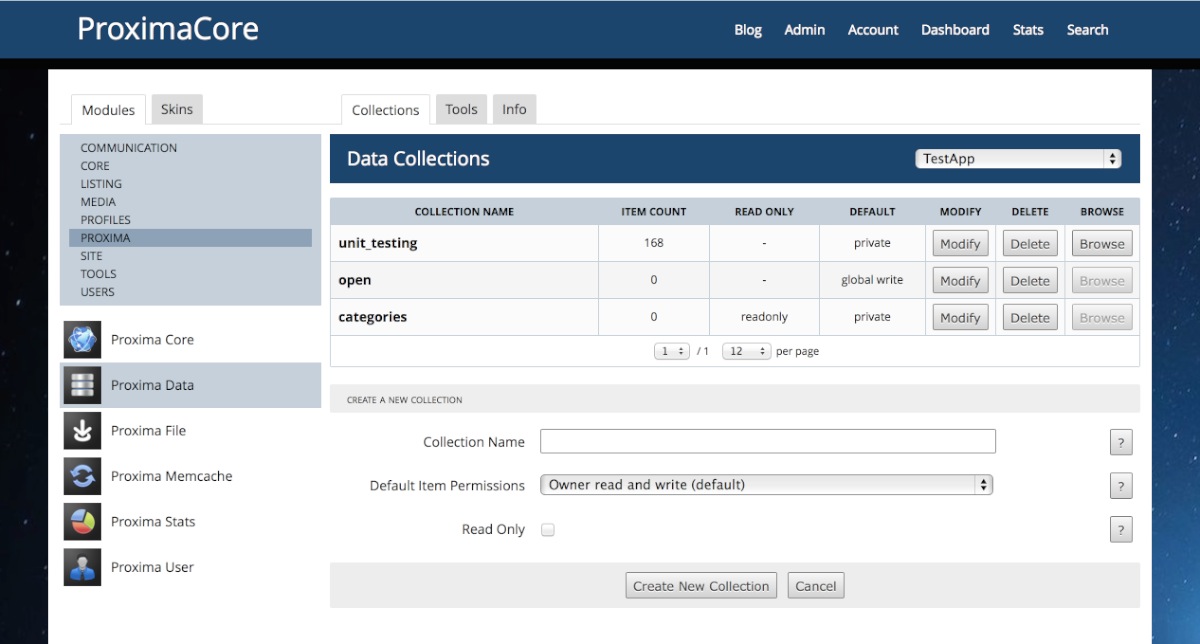 ProximaCore
Blog Admin Account Dashboard Stats Search
Modules Skins
COMMUNICATION
CORE
LISTING
MEDIA
PROFILES
PROXIMA
SITE
TOOLS
USERS
Proxima Core
Proxima Data
Proxima File
Proxima Memcache
Proxima Stats
Proxima User
Collections Tools Info
Data Collections TestApp
COLLECTION NAME ITEM COUNT READ ONLY DEFAULT MODIFY DELETE BROWSE
unit_testing 168 - private Modify Delete Browse
open 0 - global write Modify Delete Browse
categories 0 readonly private Modify Delete Browse
1 / 1 12 per page
CREATE A NEW COLLECTION
Collection Name ?
Default Item Permissions Owner read and write (default) ?
Read Only ?
Create New Collection Cancel